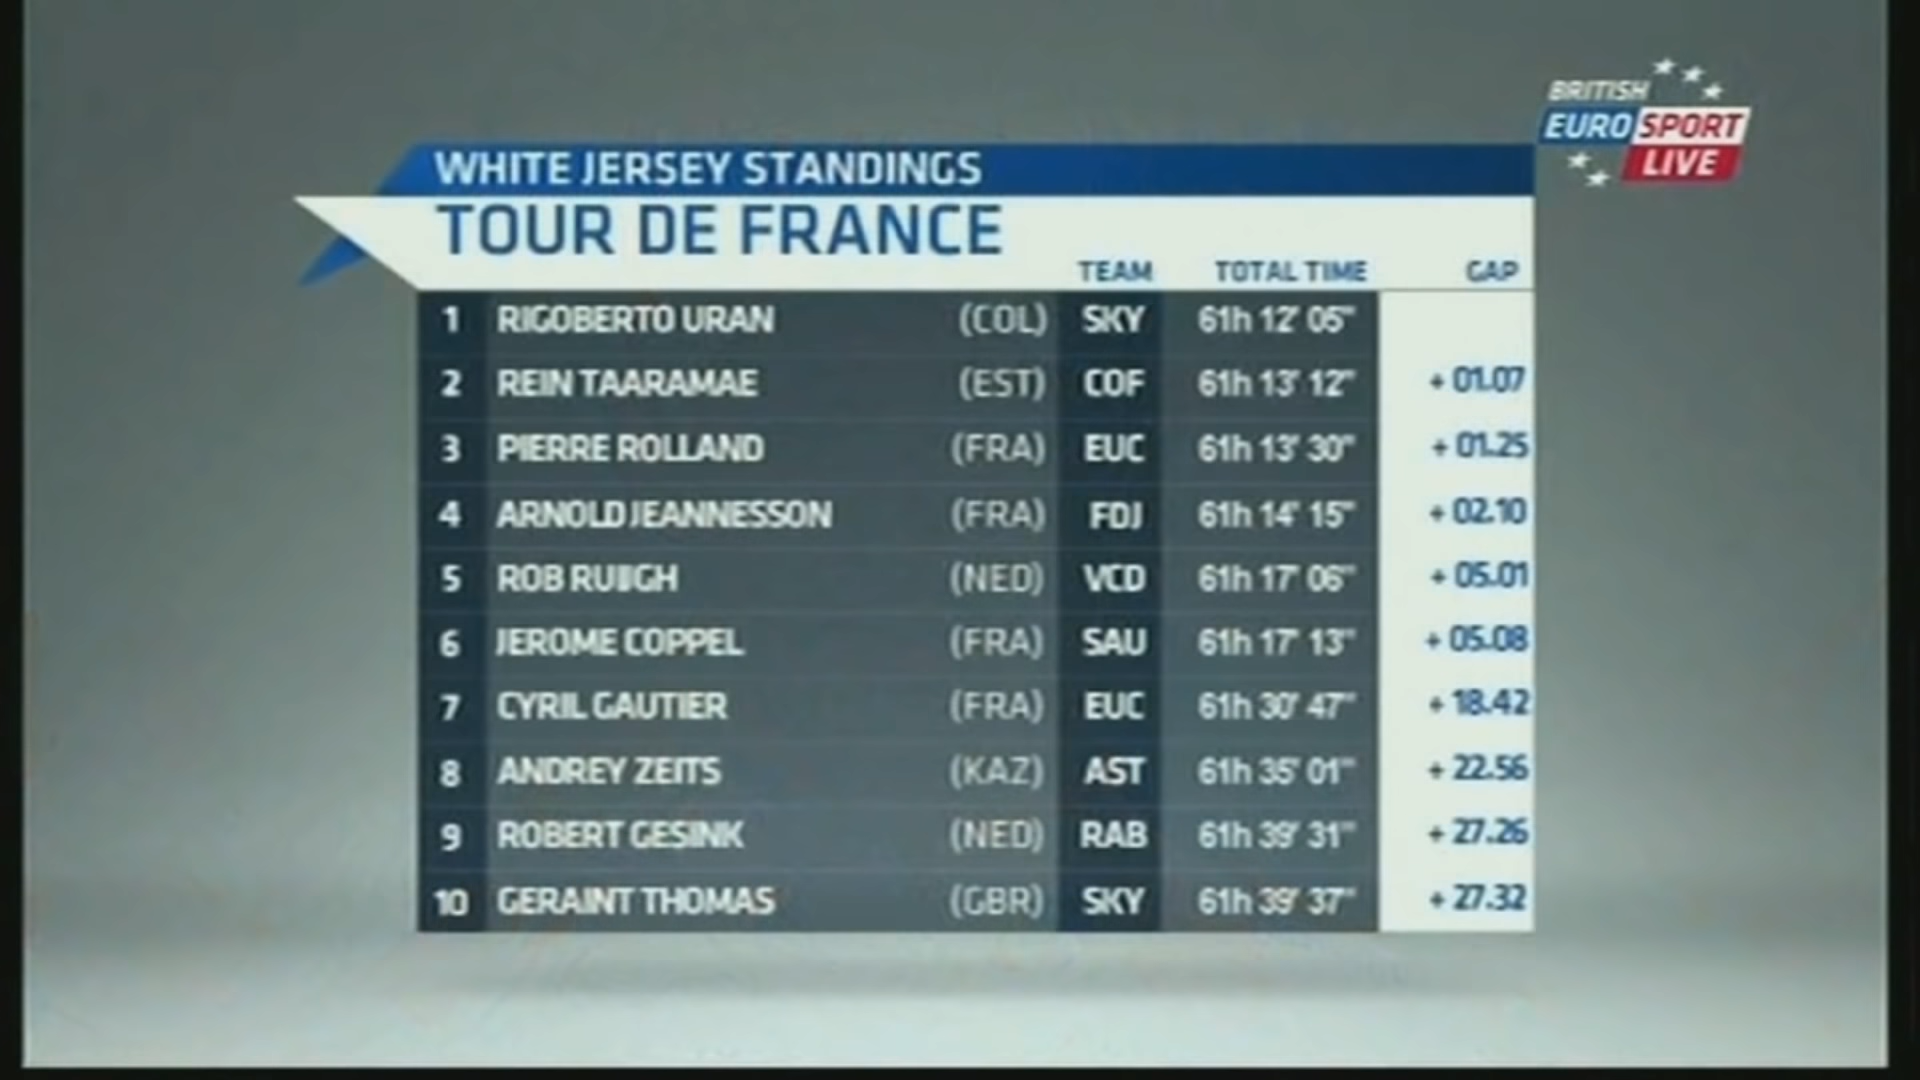 BRITISH
EUROSPORT
LIVE
WHITE JERSEY STANDINGS
TOUR DE FRANCE
TEAM TOTAL TIME GAP
1 RIGOBERTO URAN (COL) SKY 61h 12' 05"
2 REIN TAARAMAE (EST) COF 61h 13' 12" + 01.07
3 PIERRE ROLLAND (FRA) EUC 61h 13' 30" + 01.25
4 ARNOLD JEANNESSON (FRA) FDJ 61h 14' 15" + 02.10
5 ROB RUIJGH (NED) VCD 61h 17' 06" + 05.01
6 JEROME COPPEL (FRA) SAU 61h 17' 13" + 05.08
7 CYRIL GAUTIER (FRA) EUC 61h 30' 47" + 18.42
8 ANDREY ZEITS (KAZ) AST 61h 35' 01" + 22.56
9 ROBERT GESINK (NED) RAB 61h 39' 31" + 27.26
10 GERAINT THOMAS (GBR) SKY 61h 39' 37" + 27.32